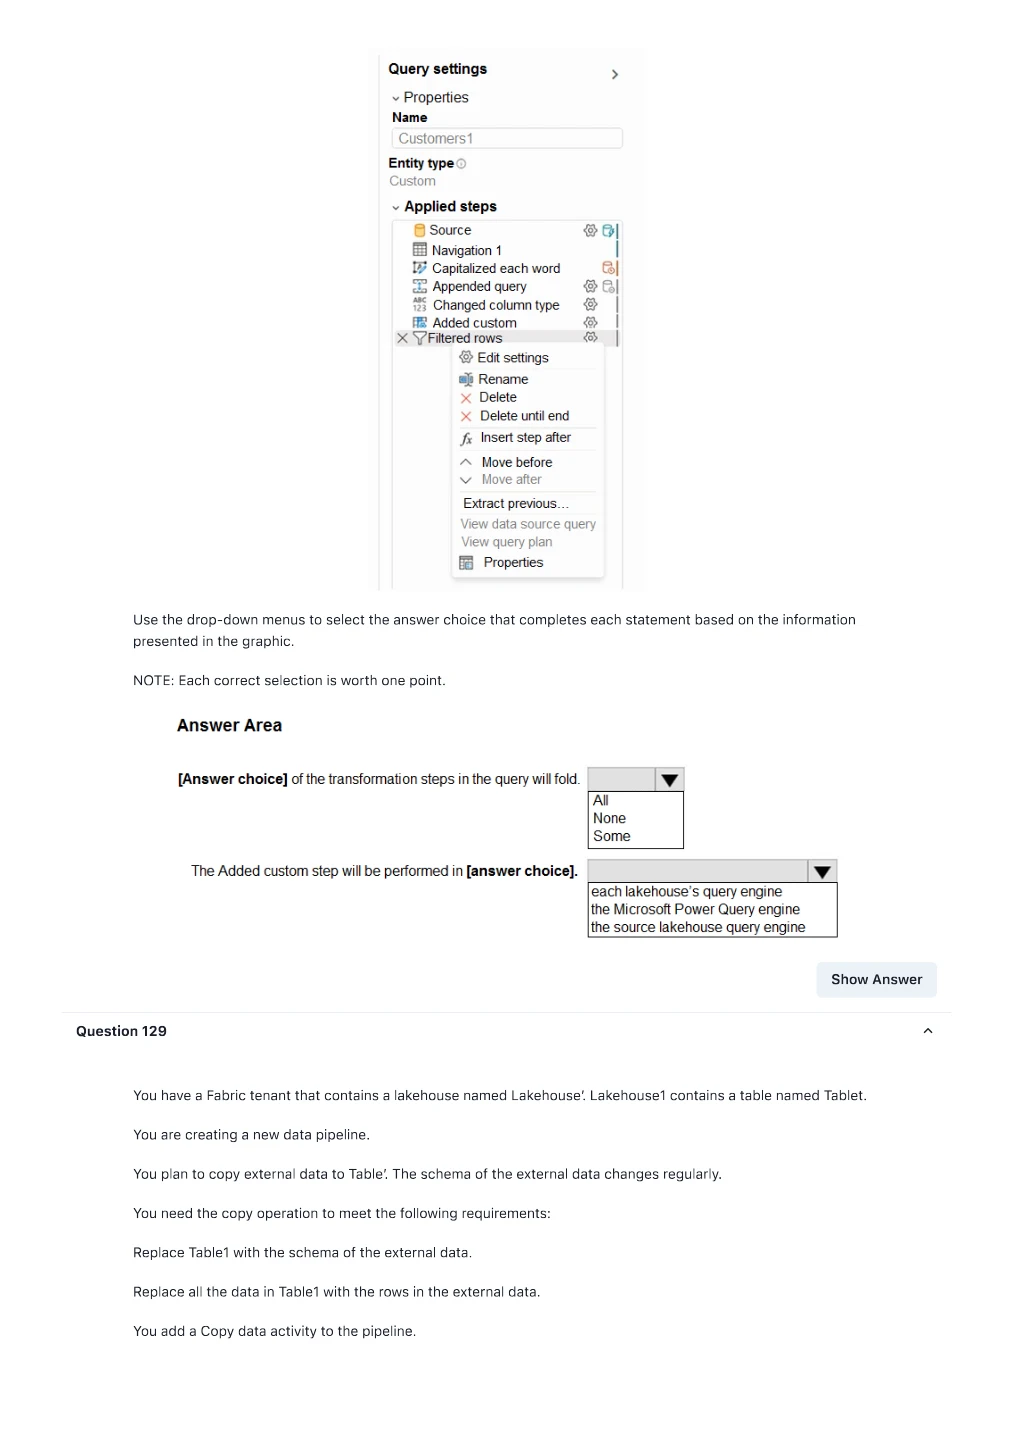 Query settings
Properties
Name
Customers1
Entity type
Custom
Applied steps
Source
Navigation 1
Capitalized each word
Appended query
ABC
123
Changed column type
Added custom
Filtered rows
Edit settings
Rename
Delete
Delete until end
fx Insert step after
Move before
Move after
Extract previous...
View data source query
View query plan
Properties
Use the drop-down menus to select the answer choice that completes each statement based on the information
presented in the graphic.
NOTE: Each correct selection is worth one point.
Answer Area
[Answer choice] of the transformation steps in the query will fold.
All
None
Some
The Added custom step will be performed in [answer choice].
each lakehouse's query engine
the Microsoft Power Query engine
the source lakehouse query engine
Show Answer
Question 129
You have a Fabric tenant that contains a lakehouse named Lakehouse’. Lakehouse1 contains a table named Tablet.
You are creating a new data pipeline.
You plan to copy external data to Table’. The schema of the external data changes regularly.
You need the copy operation to meet the following requirements:
Replace Table1 with the schema of the external data.
Replace all the data in Table1 with the rows in the external data.
You add a Copy data activity to the pipeline.